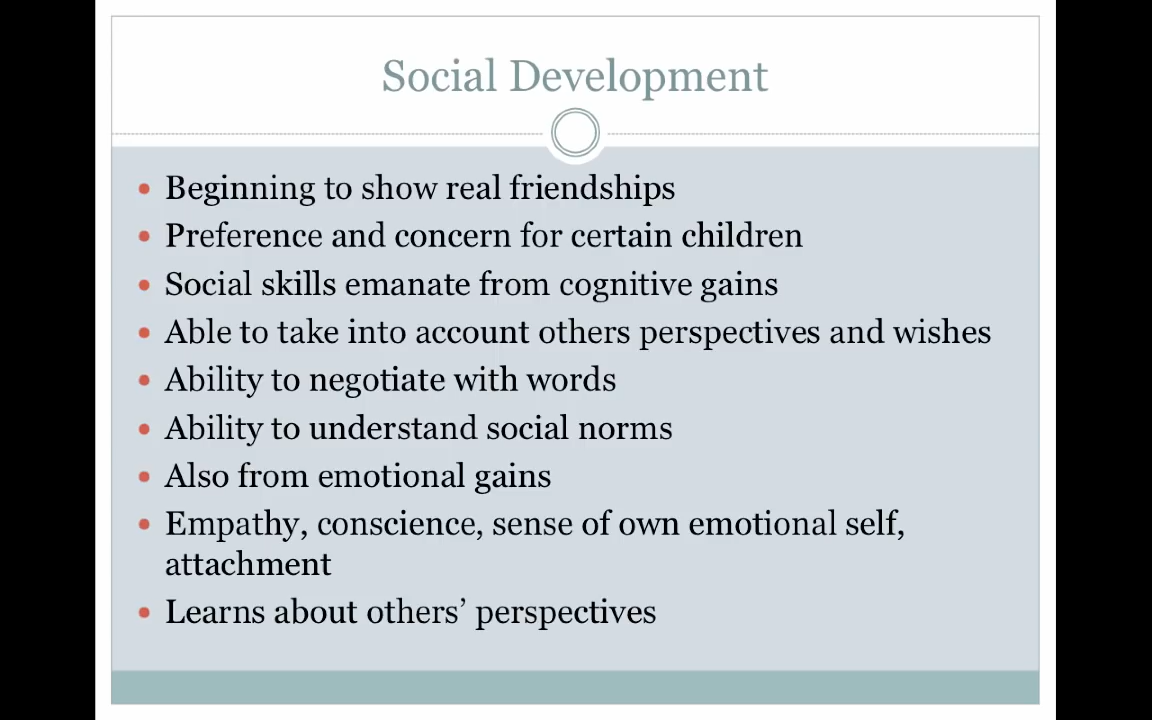 Social Development
• Beginning to show real friendships
• Preference and concern for certain children
• Social skills emanate from cognitive gains
• Able to take into account others perspectives and wishes
• Ability to negotiate with words
• Ability to understand social norms
• Also from emotional gains
• Empathy, conscience, sense of own emotional self,
attachment
• Learns about others’ perspectives